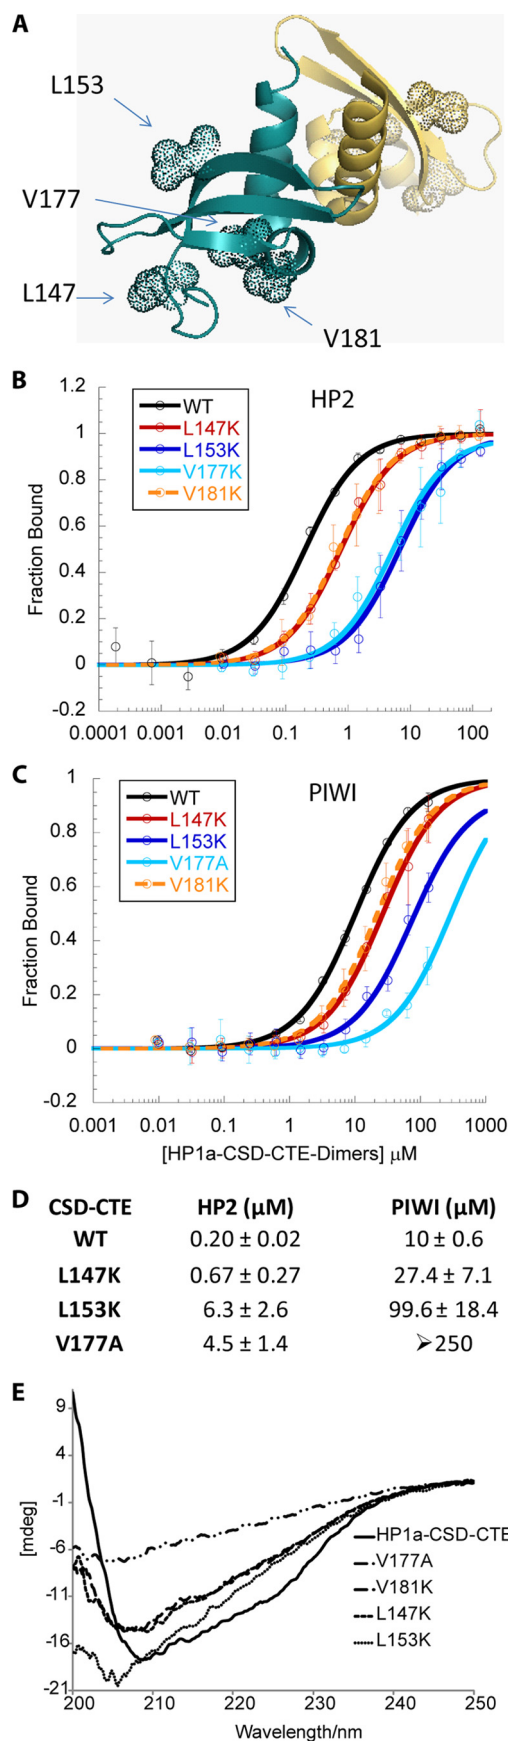 A
L153
V177
L147
V181
B
1.2
1
0.8
0.6
0.4
0.2
0
-0.2
Fraction Bound
HP2
WT
L147K
L153K
V177K
V181K
0.0001 0.001 0.01 0.1 1 10 100
C
1
0.8
0.6
0.4
0.2
0
-0.2
Fraction Bound
PIWI
WT
L147K
L153K
V177A
V181K
0.001 0.01 0.1 1 10 100 1000
[HP1a-CSD-CTE-Dimers] µM
D
CSD-CTE HP2 (µM) PIWI (µM)
WT 0.20 ± 0.02 10 ± 0.6
L147K 0.67 ± 0.27 27.4 ± 7.1
L153K 6.3 ± 2.6 99.6 ± 18.4
V177A 4.5 ± 1.4 ➢250
E
9
4
-1
-6
-11
-16
-21
[mdeg]
HP1a-CSD-CTE
V177A
V181K
L147K
L153K
200 210 220 230 240 250
Wavelength/nm